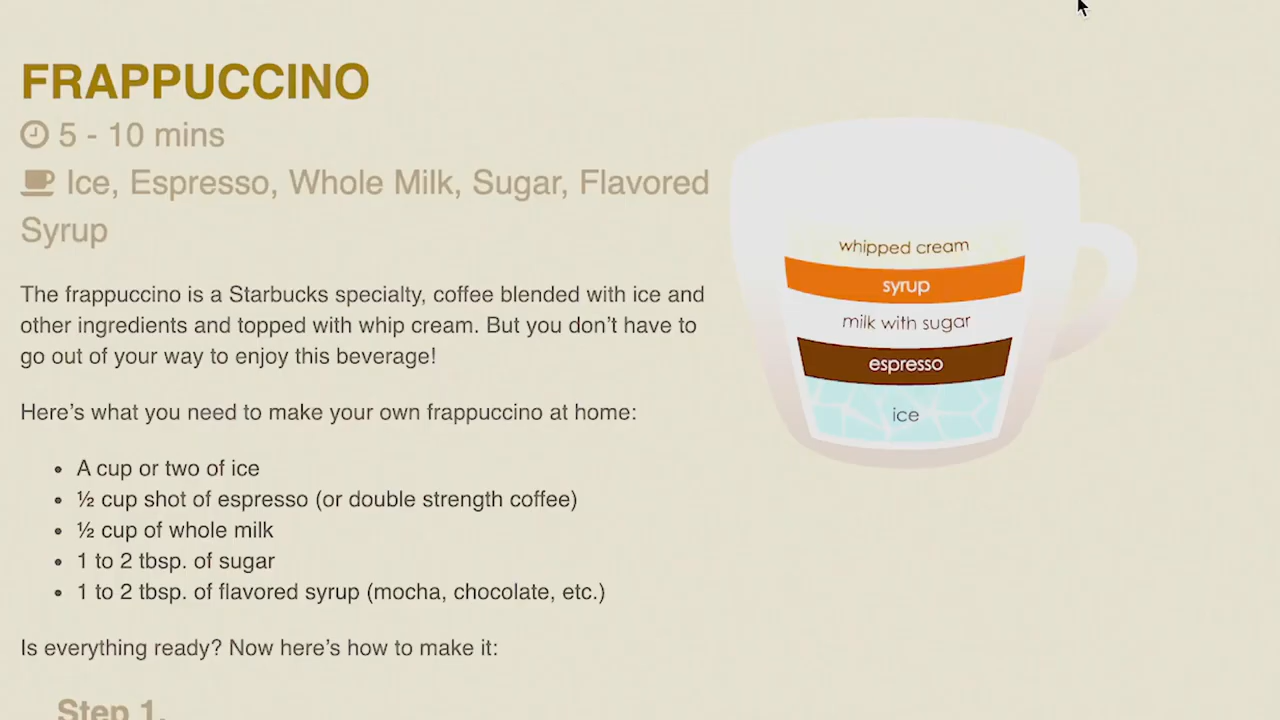 FRAPPUCCINO
5 - 10 mins
Ice, Espresso, Whole Milk, Sugar, Flavored
Syrup
The frappuccino is a Starbucks specialty, coffee blended with ice and
other ingredients and topped with whip cream. But you don’t have to
go out of your way to enjoy this beverage!
Here’s what you need to make your own frappuccino at home:
• A cup or two of ice
• ½ cup shot of espresso (or double strength coffee)
• ½ cup of whole milk
• 1 to 2 tbsp. of sugar
• 1 to 2 tbsp. of flavored syrup (mocha, chocolate, etc.)
Is everything ready? Now here’s how to make it:
Step 1.
whipped cream
syrup
milk with sugar
espresso
ice